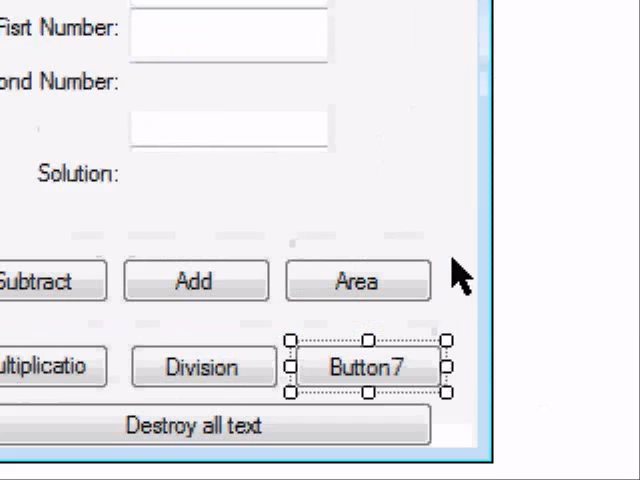 Fisrt Number:
ond Number:
Solution:
Subtract Add Area
ultiplicatio Division Button7
Destroy all text